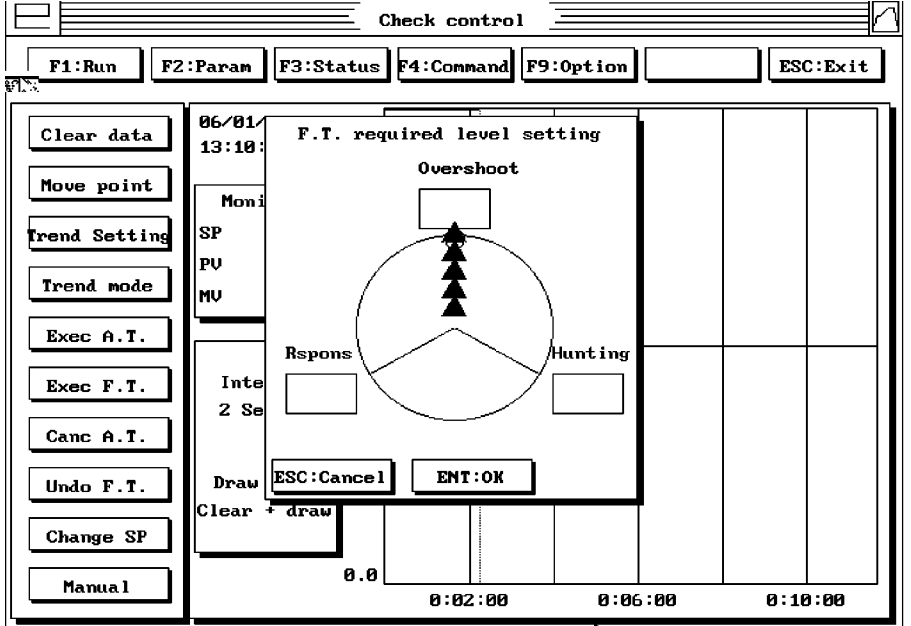 Check control
F1:Run
F2:Param
F3:Status
F4:Command
F9:Option
ESC:Exit
Clear data
Move point
Trend Setting
Trend mode
Exec A.T.
Exec F.T.
Canc A.T.
Undo F.T.
Change SP
Manual
06/01/
13:10:
Moni
SP
PV
MV
Inte
2 Se
Draw
Clear + draw
F.T. required level setting
Overshoot
Rspons
Hunting
ESC:Cancel
ENT:OK
0.0
0:02:00
0:06:00
0:10:00